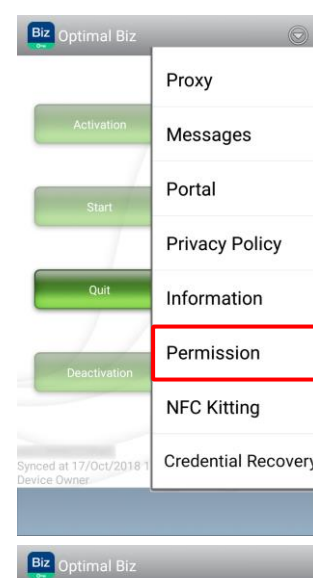 Biz Optimal Biz
Proxy
Activation
Messages
Portal
Start
Privacy Policy
Quit
Information
Permission
Deactivation
NFC Kitting
Credential Recovery
Synced at 17/Oct/2018 1
Device Owner
Biz Optimal Biz